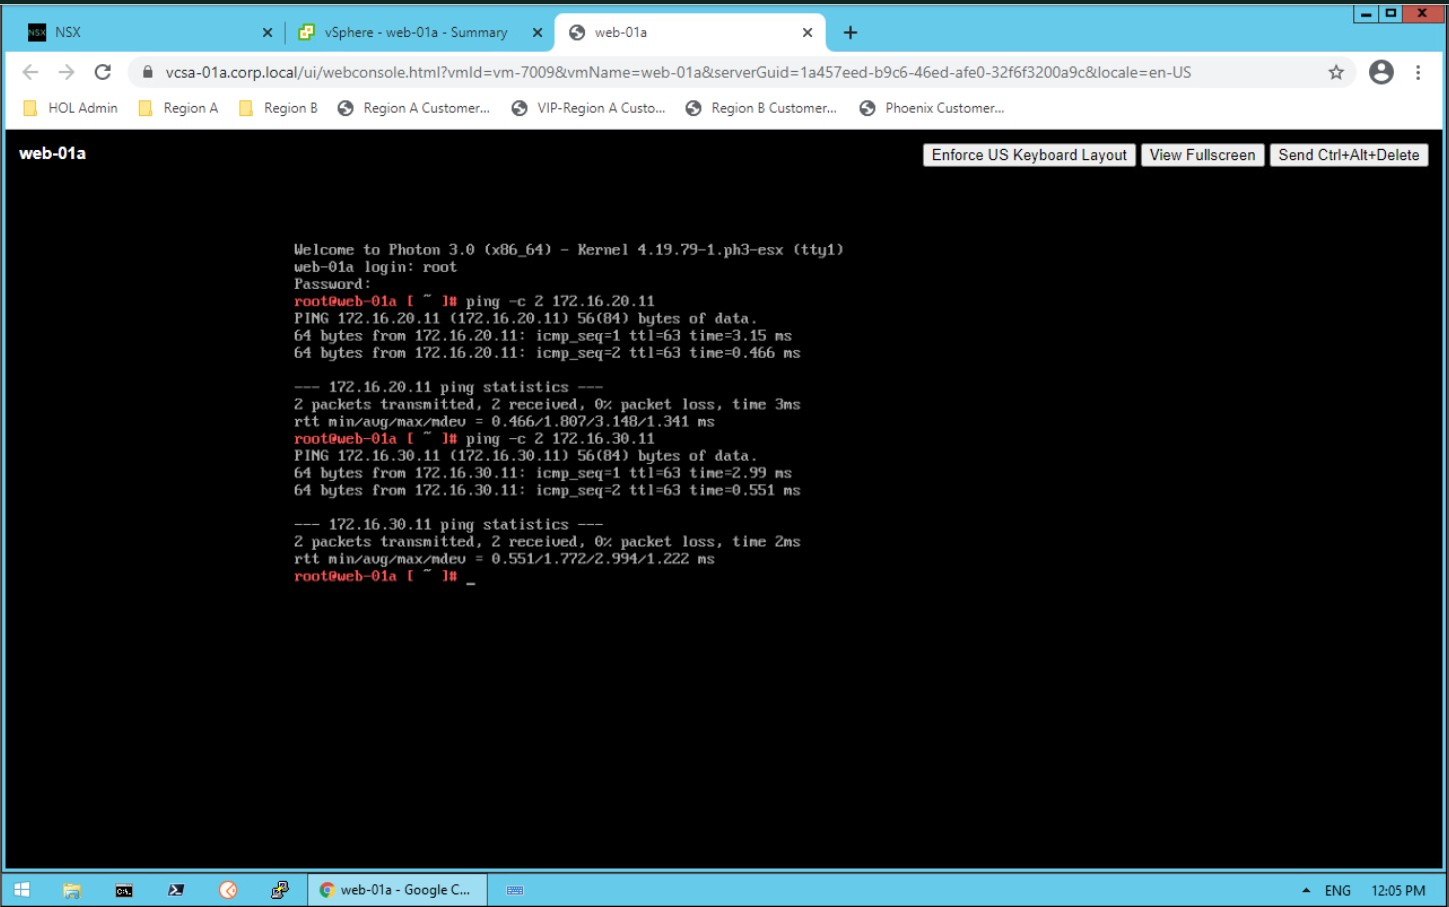 NSX NSX
vSphere - web-01a - Summary
web-01a
vcsa-01a.corp.local/ui/webconsole.html?vmId=vm-7009&vmName=web-01a&serverGuid=1a457eed-b9c6-46ed-afe0-32f6f3200a9c&locale=en-US
HOL Admin Region A Region B Region A Customer... VIP-Region A Custo... Region B Customer... Phoenix Customer...
web-01a
Enforce US Keyboard Layout View Fullscreen Send Ctrl+Alt+Delete
Welcome to Photon 3.0 (x86_64) - Kernel 4.19.79-1.ph3-esx (tty1)
web-01a login: root
Password:
root@web-01a [ ~ ]# ping -c 2 172.16.20.11
PING 172.16.20.11 (172.16.20.11) 56(84) bytes of data.
64 bytes from 172.16.20.11: icmp_seq=1 ttl=63 time=3.15 ms
64 bytes from 172.16.20.11: icmp_seq=2 ttl=63 time=0.466 ms
--- 172.16.20.11 ping statistics ---
2 packets transmitted, 2 received, 0% packet loss, time 3ms
rtt min/avg/max/mdev = 0.466/1.807/3.148/1.341 ms
root@web-01a [ ~ ]# ping -c 2 172.16.30.11
PING 172.16.30.11 (172.16.30.11) 56(84) bytes of data.
64 bytes from 172.16.30.11: icmp_seq=1 ttl=63 time=2.99 ms
64 bytes from 172.16.30.11: icmp_seq=2 ttl=63 time=0.551 ms
--- 172.16.30.11 ping statistics ---
2 packets transmitted, 2 received, 0% packet loss, time 2ms
rtt min/avg/max/mdev = 0.551/1.772/2.994/1.222 ms
root@web-01a [ ~ ]# _
web-01a - Google C... ENG 12:05 PM